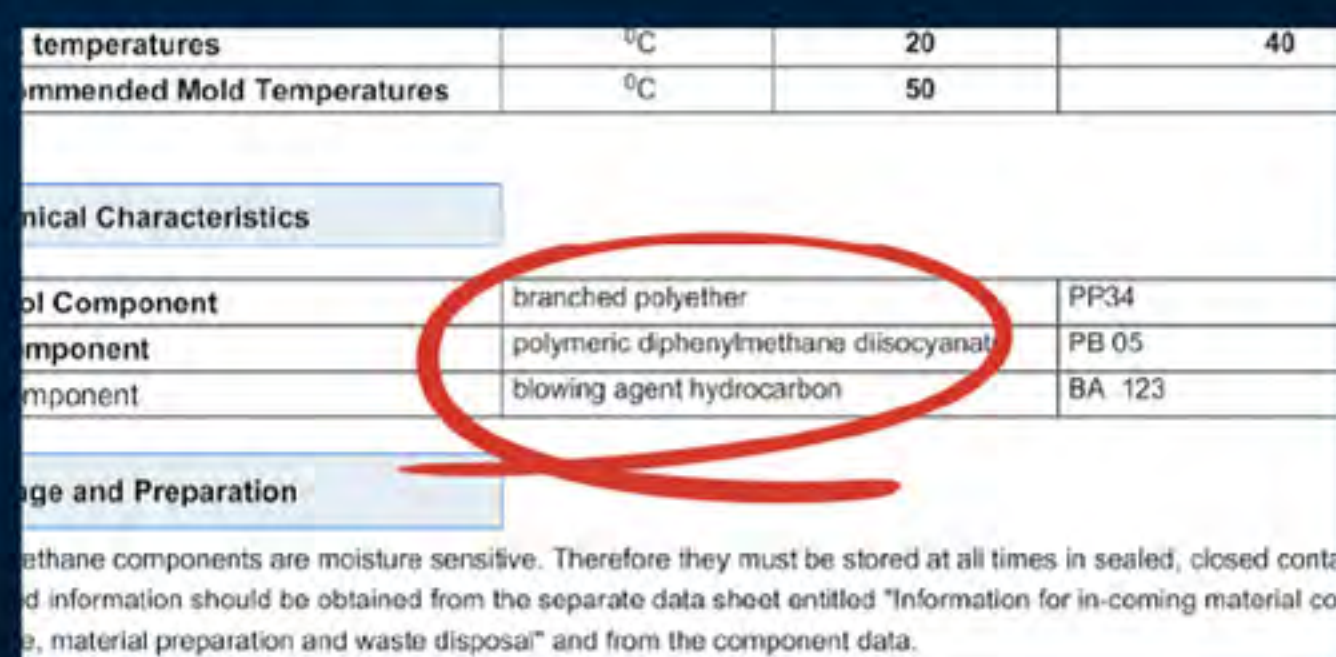 temperatures ⁰C 20 40
mmended Mold Temperatures ⁰C 50
nical Characteristics
ol Component branched polyether PP34
mponent polymeric diphenylmethane diisocyanat PB 05
mponent blowing agent hydrocarbon BA 123
age and Preparation
ethane components are moisture sensitive. Therefore they must be stored at all times in sealed, closed conta
d information should be obtained from the separate data sheet entitled "Information for in-coming material co
e, material preparation and waste disposal" and from the component data.